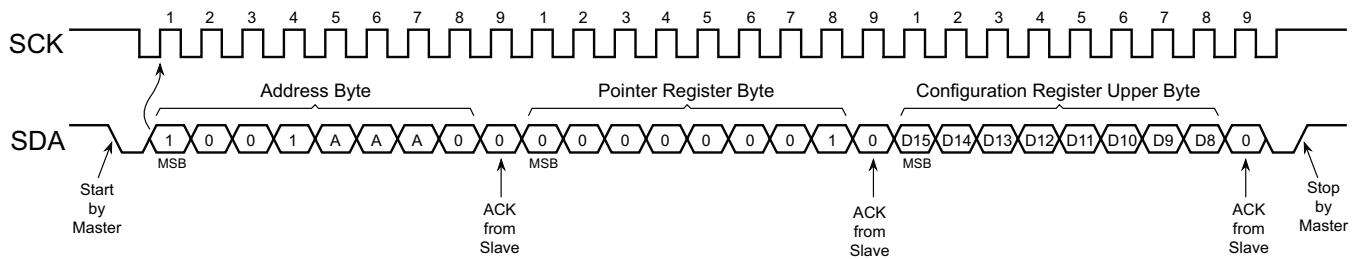 1 2 3 4 5 6 7 8 9 1 2 3 4 5 6 7 8 9 1 2 3 4 5 6 7 8 9
SCK
Address Byte Pointer Register Byte Configuration Register Upper Byte
SDA 1 0 0 1 A A A 0 0 0 0 0 0 0 0 0 1 0 D15 D14 D13 D12 D11 D10 D9 D8 0
MSB MSB MSB
Start
by
Master
ACK
from
Slave
ACK
from
Slave
ACK
from
Slave
Stop
by
Master